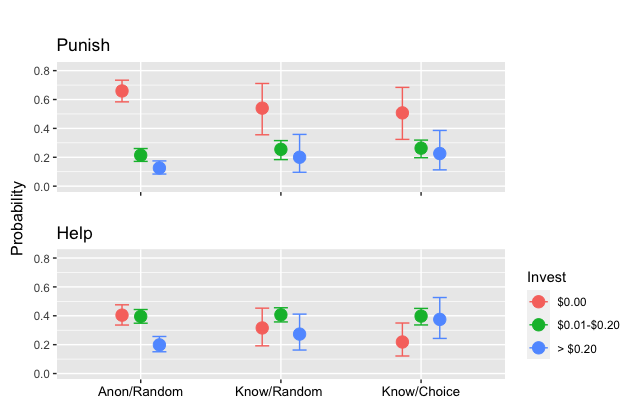 Punish
0.8
0.6
0.4
0.2
0.0
Probability
Help
0.8
0.6
0.4
0.2
0.0
Anon/Random Know/Random Know/Choice
Invest
$0.00
$0.01-$0.20
> $0.20